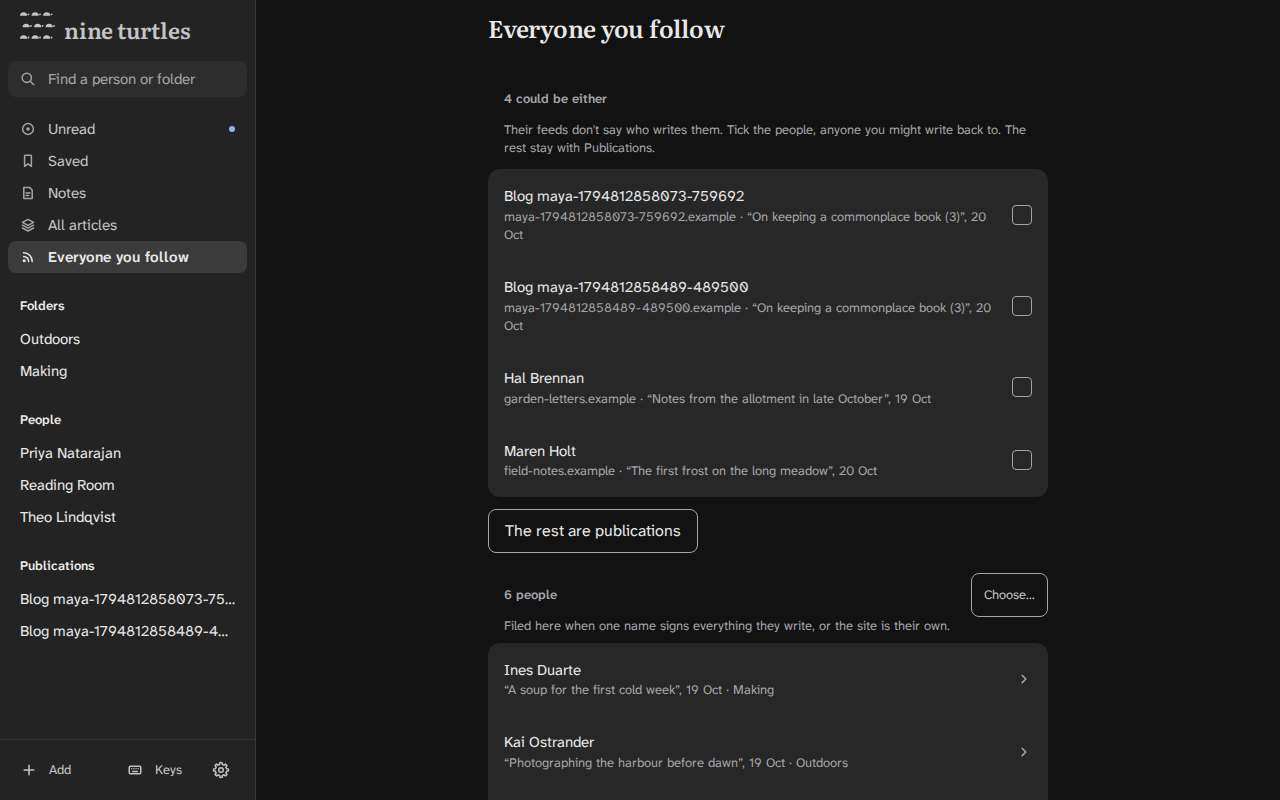 nine turtles
Find a person or folder
Unread
Saved
Notes
All articles
Everyone you follow
Folders
Outdoors
Making
People
Priya Natarajan
Reading Room
Theo Lindqvist
Publications
Blog maya-1794812858073-75…
Blog maya-1794812858489-4…
Add
Keys
Everyone you follow
4 could be either
Their feeds don't say who writes them. Tick the people, anyone you might write back to. The
rest stay with Publications.
Blog maya-1794812858073-759692
maya-1794812858073-759692.example · “On keeping a commonplace book (3)”, 20
Oct
Blog maya-1794812858489-489500
maya-1794812858489-489500.example · “On keeping a commonplace book (3)”, 20
Oct
Hal Brennan
garden-letters.example · “Notes from the allotment in late October”, 19 Oct
Maren Holt
field-notes.example · “The first frost on the long meadow”, 20 Oct
The rest are publications
6 people
Choose…
Filed here when one name signs everything they write, or the site is their own.
Ines Duarte
“A soup for the first cold week”, 19 Oct · Making
Kai Ostrander
“Photographing the harbour before dawn”, 19 Oct · Outdoors